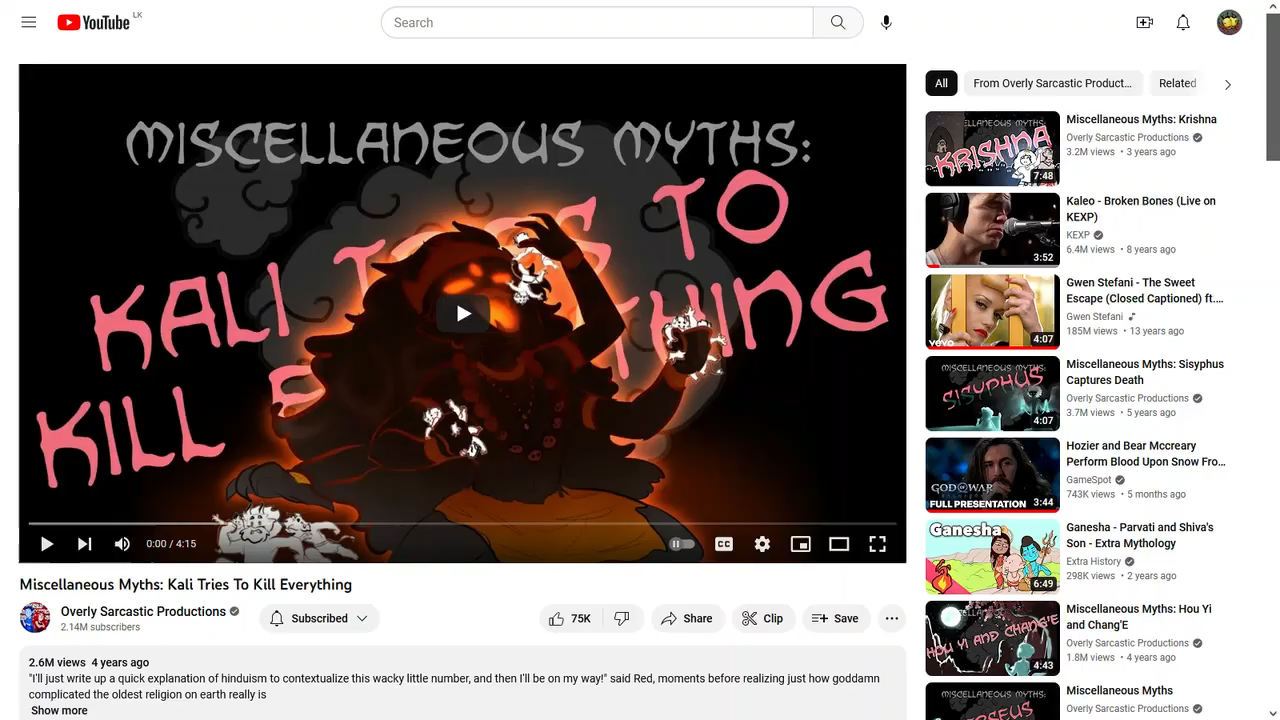 YouTube LK
Search
MISCELLANEOUS MYTHS:
KALI TO
KILL THING
0:00 / 4:15
CC
Miscellaneous Myths: Kali Tries To Kill Everything
Overly Sarcastic Productions
2.14M subscribers
Subscribed
75K
Share
Clip
Save
2.6M views 4 years ago
"I'll just write up a quick explanation of hinduism to contextualize this wacky little number, and then I'll be on my way!" said Red, moments before realizing just how goddamn
complicated the oldest religion on earth really is
Show more
All
From Overly Sarcastic Product...
Related
KRISHNA
7:48
Miscellaneous Myths: Krishna
Overly Sarcastic Productions
3.2M views • 3 years ago
3:52
Kaleo - Broken Bones (Live on
KEXP)
KEXP
6.4M views • 8 years ago
vevo
4:07
Gwen Stefani - The Sweet
Escape (Closed Captioned) ft....
Gwen Stefani
185M views • 13 years ago
MISCELLANEOUS MYTHS:
SISYPHUS
4:07
Miscellaneous Myths: Sisyphus
Captures Death
Overly Sarcastic Productions
3.7M views • 5 years ago
GOD OF WAR
FULL PRESENTATION
3:44
Hozier and Bear Mccreary
Perform Blood Upon Snow Fro...
GameSpot
743K views • 5 months ago
Ganesha
6:49
Ganesha - Parvati and Shiva's
Son - Extra Mythology
Extra History
298K views • 2 years ago
HOU YI AND CHANG'E
4:43
Miscellaneous Myths: Hou Yi
and Chang'E
Overly Sarcastic Productions
1.8M views • 4 years ago
MISCELLANEOUS MYTHS:
Miscellaneous Myths
Overly Sarcastic Productions